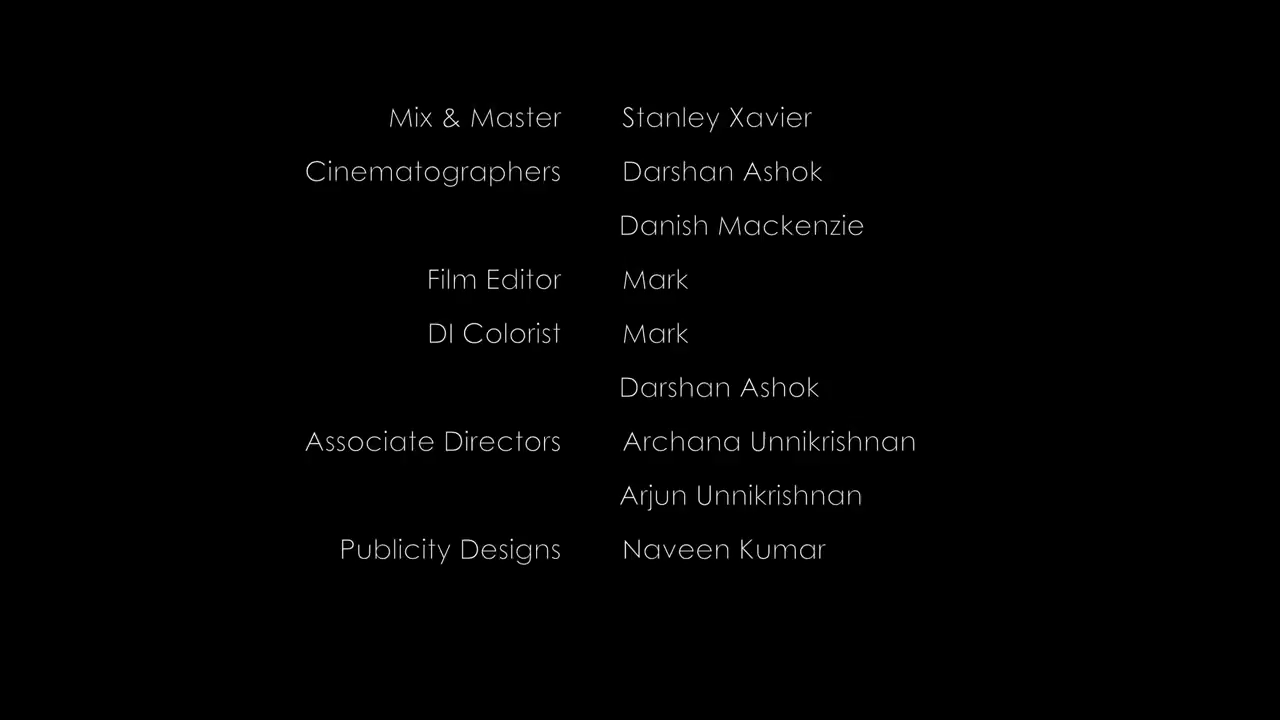 Mix & Master Stanley Xavier
Cinematographers Darshan Ashok
Danish Mackenzie
Film Editor Mark
DI Colorist Mark
Darshan Ashok
Associate Directors Archana Unnikrishnan
Arjun Unnikrishnan
Publicity Designs Naveen Kumar